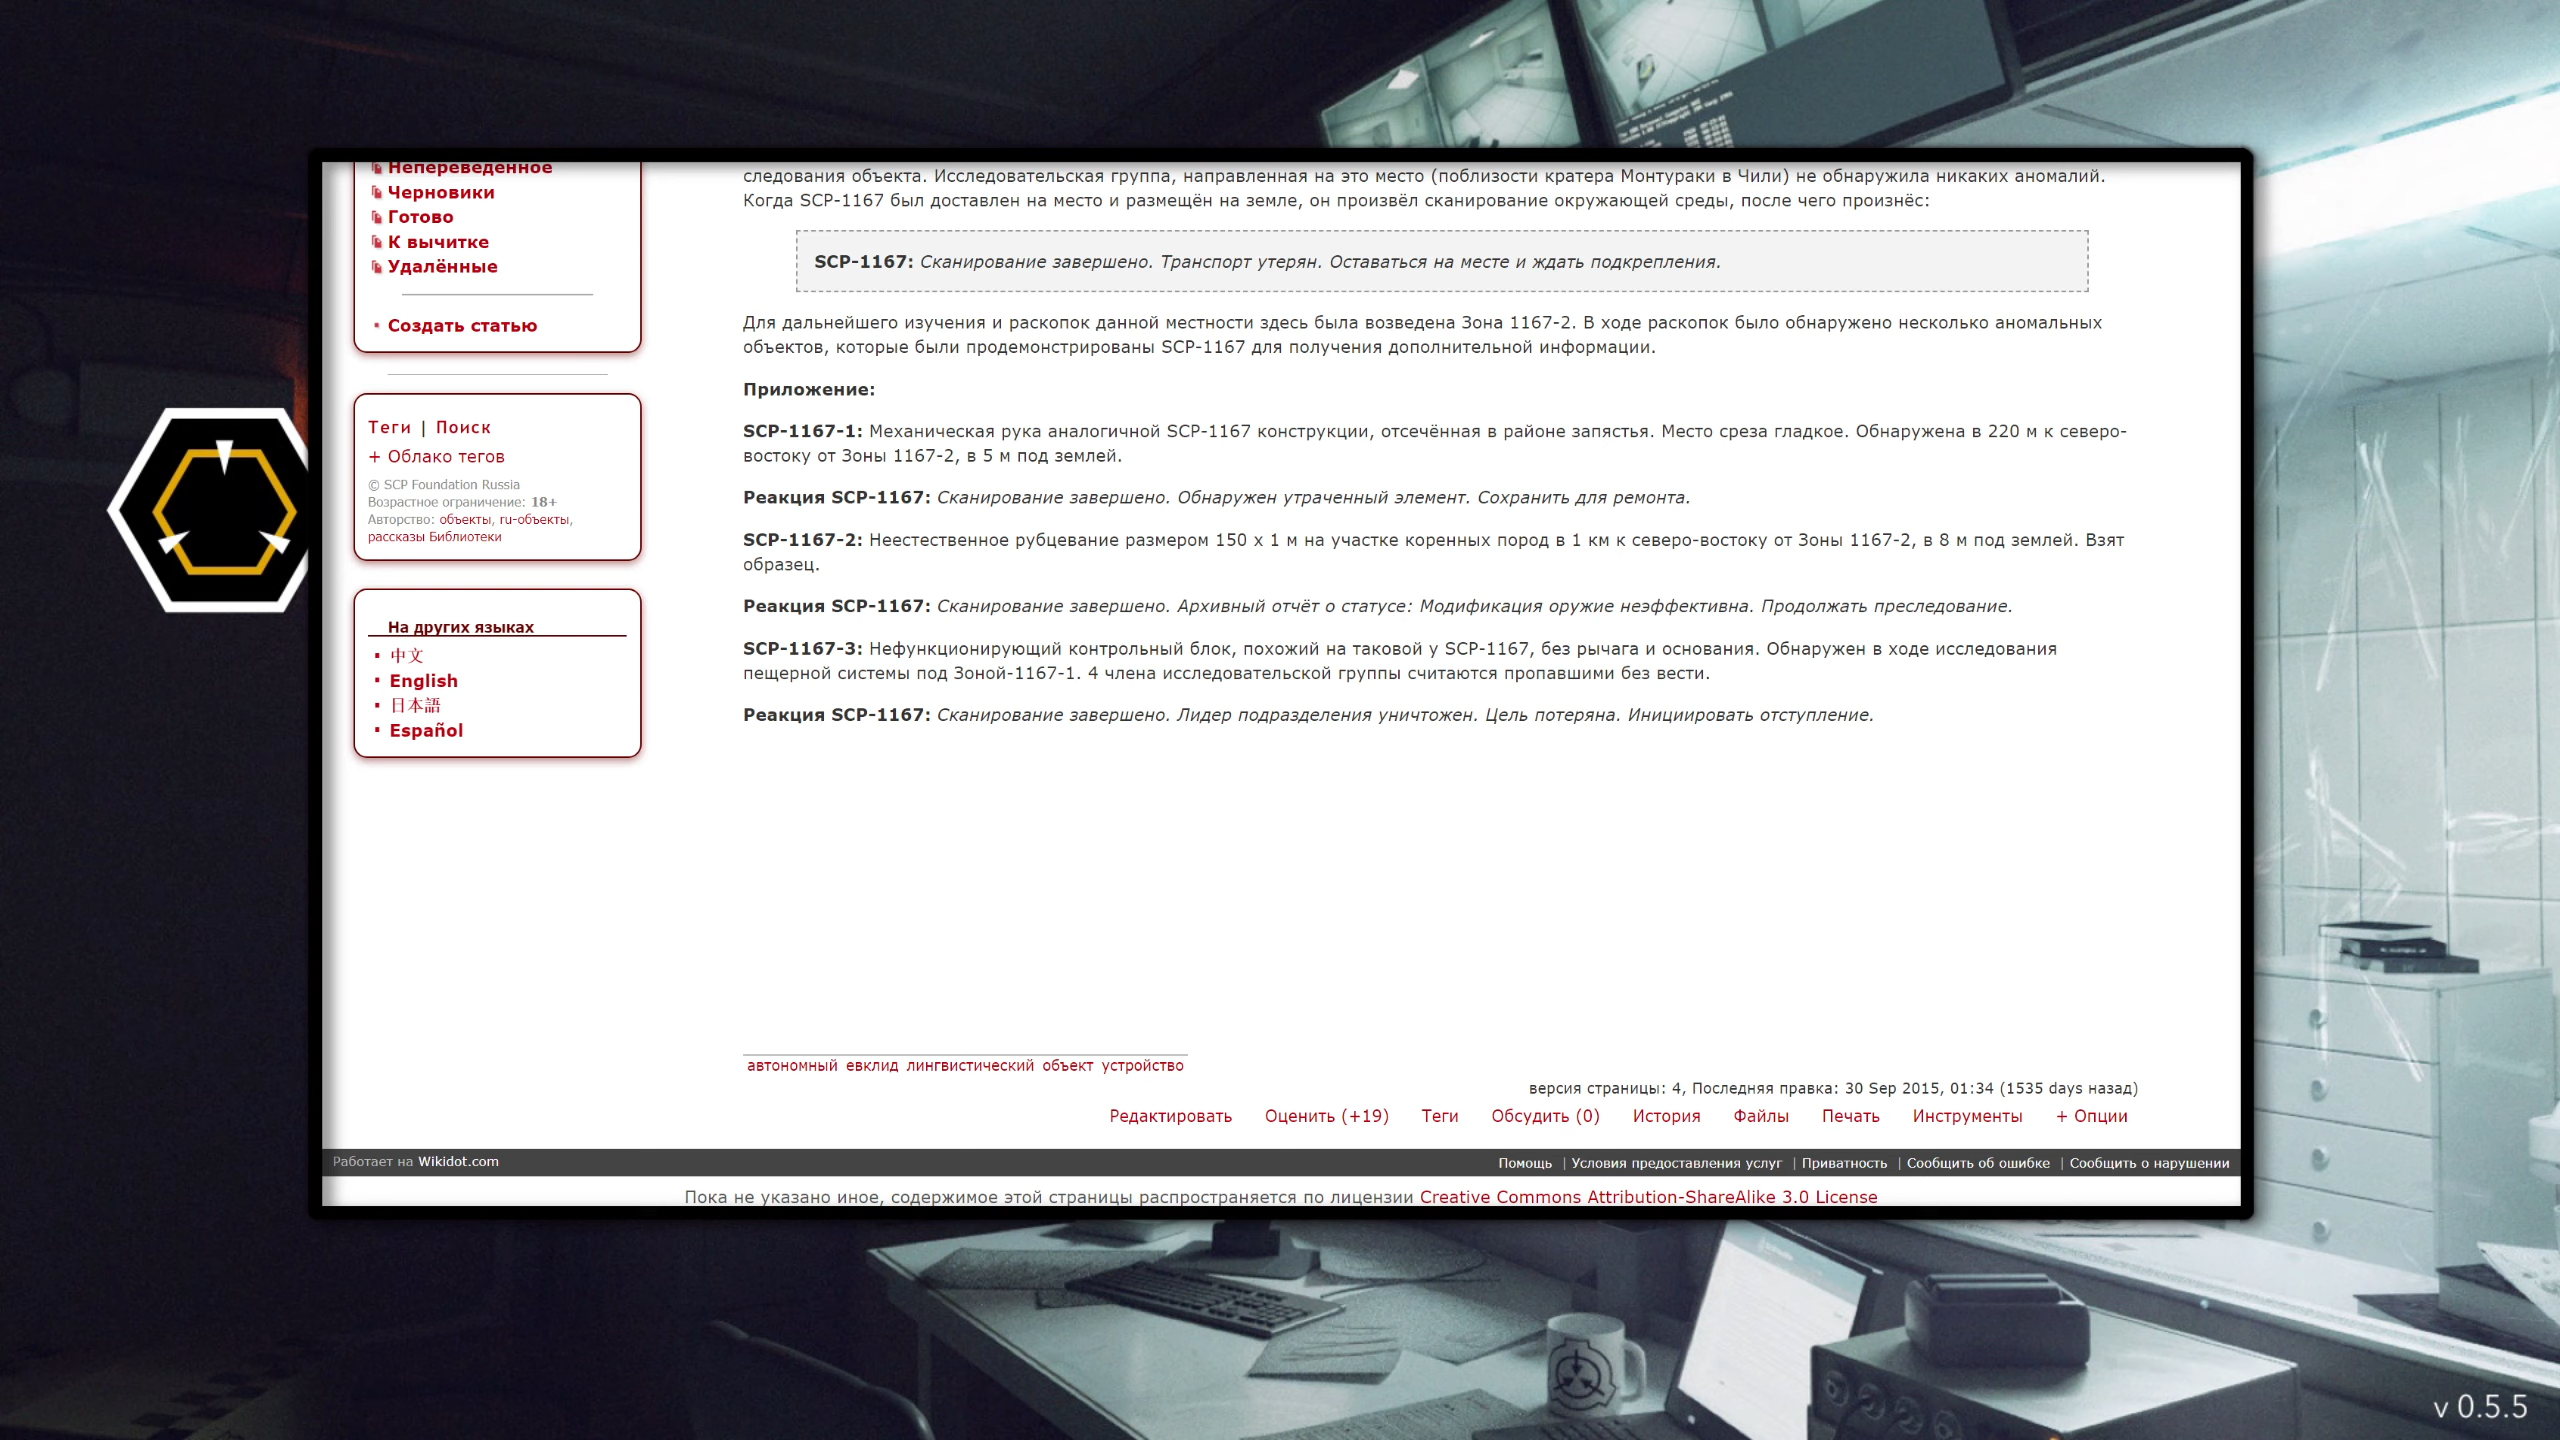 Непереведенное
Черновики
Готово
К вычитке
Удалённые
Создать статью
Теги | Поиск
+ Облако тегов
© SCP Foundation Russia
Возрастное ограничение: 18+
Авторство: объекты, ru-объекты,
рассказы Библиотеки
На других языках
中文
English
日本語
Español
следования объекта. Исследовательская группа, направленная на это место (поблизости кратера Монтураки в Чили) не обнаружила никаких аномалий.
Когда SCP-1167 был доставлен на место и размещён на земле, он произвёл сканирование окружающей среды, после чего произнёс:
SCP-1167: Сканирование завершено. Транспорт утерян. Оставаться на месте и ждать подкрепления.
Для дальнейшего изучения и раскопок данной местности здесь была возведена Зона 1167-2. В ходе раскопок было обнаружено несколько аномальных
объектов, которые были продемонстрированы SCP-1167 для получения дополнительной информации.
Приложение:
SCP-1167-1: Механическая рука аналогичной SCP-1167 конструкции, отсечённая в районе запястья. Место среза гладкое. Обнаружена в 220 м к северо-
востоку от Зоны 1167-2, в 5 м под землей.
Реакция SCP-1167: Сканирование завершено. Обнаружен утраченный элемент. Сохранить для ремонта.
SCP-1167-2: Неестественное рубцевание размером 150 x 1 м на участке коренных пород в 1 км к северо-востоку от Зоны 1167-2, в 8 м под землей. Взят
образец.
Реакция SCP-1167: Сканирование завершено. Архивный отчёт о статусе: Модификация оружие неэффективна. Продолжать преследование.
SCP-1167-3: Нефункционирующий контрольный блок, похожий на таковой у SCP-1167, без рычага и основания. Обнаружен в ходе исследования
пещерной системы под Зоной-1167-1. 4 члена исследовательской группы считаются пропавшими без вести.
Реакция SCP-1167: Сканирование завершено. Лидер подразделения уничтожен. Цель потеряна. Инициировать отступление.
автономный евклид лингвистический объект устройство
версия страницы: 4, Последняя правка: 30 Sep 2015, 01:34 (1535 days назад)
Редактировать Оценить (+19) Теги Обсудить (0) История Файлы Печать Инструменты + Опции
Работает на Wikidot.com
Помощь | Условия предоставления услуг | Приватность | Сообщить об ошибке | Сообщить о нарушении
Пока не указано иное, содержимое этой страницы распространяется по лицензии Creative Commons Attribution-ShareAlike 3.0 License
v 0.5.5